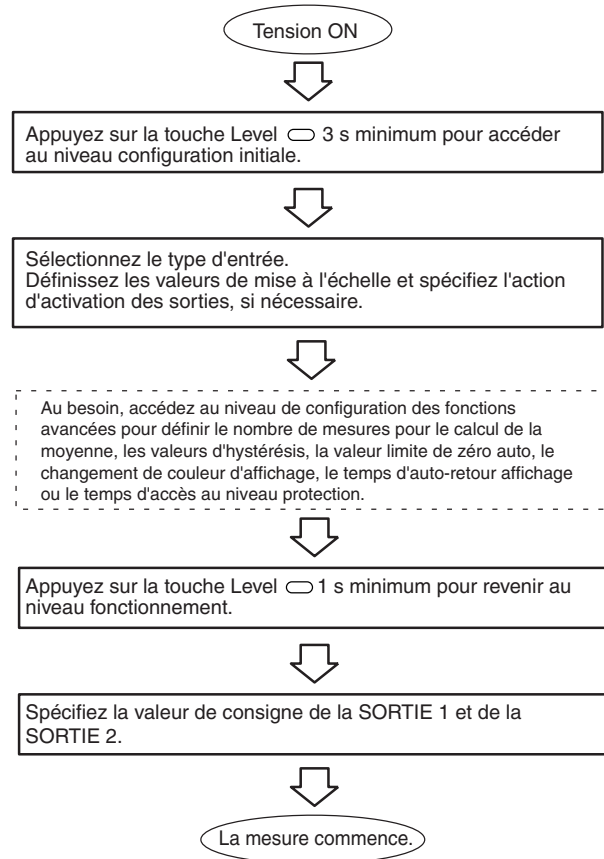 Tension ON
Appuyez sur la touche Level 3 s minimum pour accéder
au niveau configuration initiale.
Sélectionnez le type d'entrée.
Définissez les valeurs de mise à l'échelle et spécifiez l'action
d'activation des sorties, si nécessaire.
Au besoin, accédez au niveau de configuration des fonctions
avancées pour définir le nombre de mesures pour le calcul de la
moyenne, les valeurs d'hystérésis, la valeur limite de zéro auto, le
changement de couleur d'affichage, le temps d'auto-retour affichage
ou le temps d'accès au niveau protection.
Appuyez sur la touche Level 1 s minimum pour revenir au
niveau fonctionnement.
Spécifiez la valeur de consigne de la SORTIE 1 et de la
SORTIE 2.
La mesure commence.